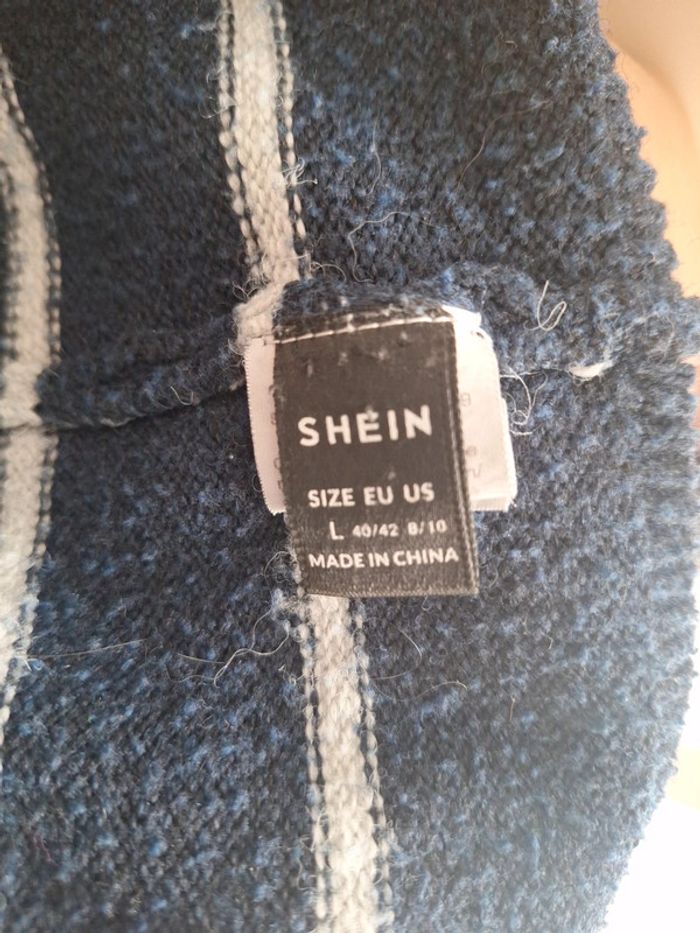 SHEIN
SIZE EU US
L 40/42 8/10
MADE IN CHINA